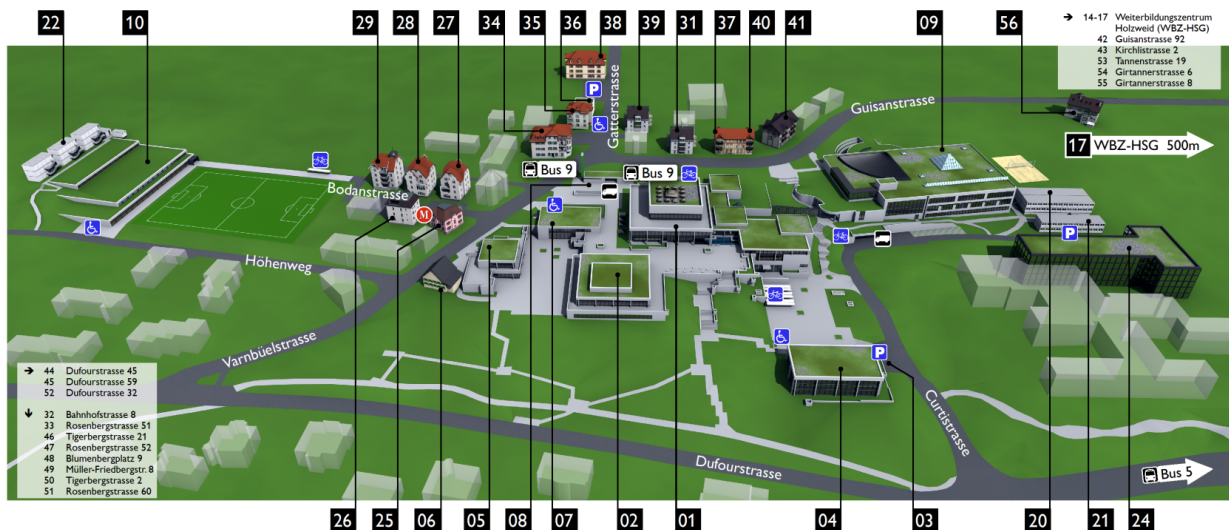 22
10
29
28
27
34
35
36
38
39
31
37
40
41
09
56
→ 14-17 Weiterbildungszentrum
Holzweid (WBZ-HSG)
42 Guisanstrasse 92
43 Kirchlistrasse 2
53 Tannenstrasse 19
54 Girtannerstrasse 6
55 Girtannerstrasse 8
P
Gatterstrasse
Guisanstrasse
17 WBZ-HSG 500m
Bus 9
Bus 9
Bodanstrasse
M
P
Höhenweg
Varnbüelstrasse
P
→ 44 Dufourstrasse 45
45 Dufourstrasse 59
52 Dufourstrasse 32
↓ 32 Bahnhofstrasse 8
33 Rosenbergstrasse 51
46 Tigerbergstrasse 21
47 Rosenbergstrasse 52
48 Blumenbergplatz 9
49 Müller-Friedbergstr. 8
50 Tigerbergstrasse 2
51 Rosenbergstrasse 60
Curtistrasse
Dufourstrasse
Bus 5
26
25
06
05
08
07
02
01
04
03
20
21
24